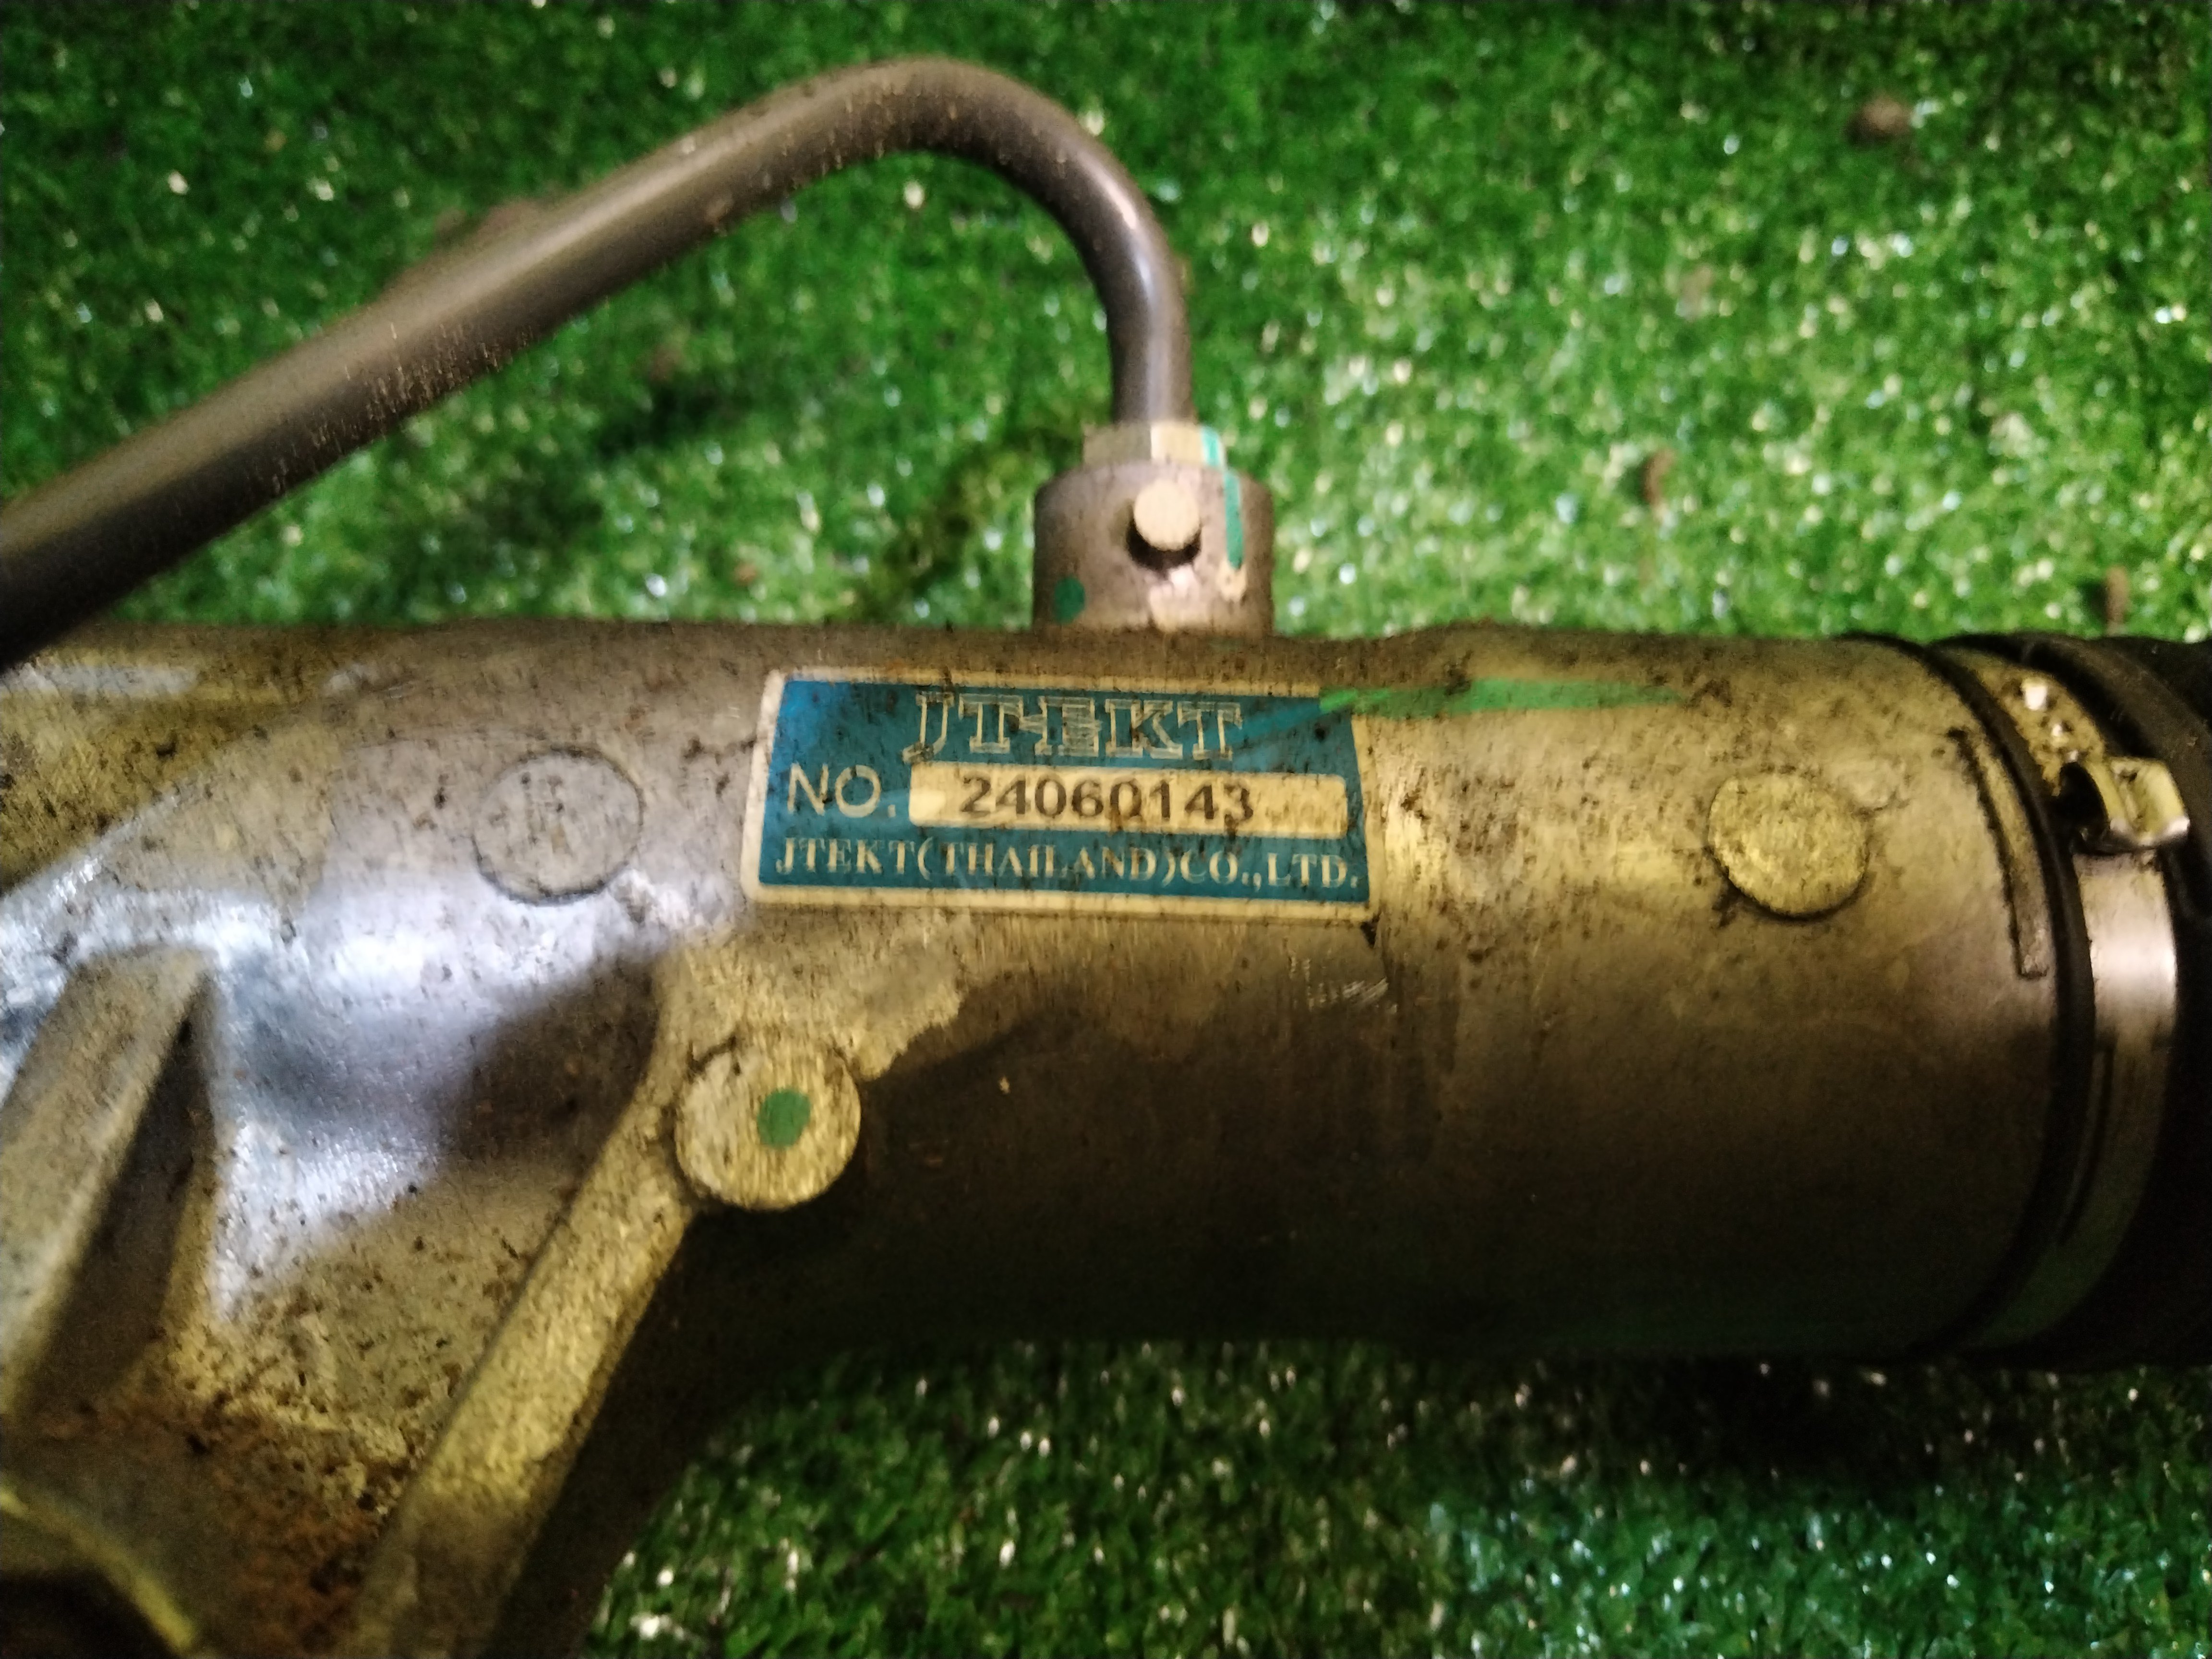 JTEKT
NO. 24060143
JTEKT(THAILAND)CO.,LTD.